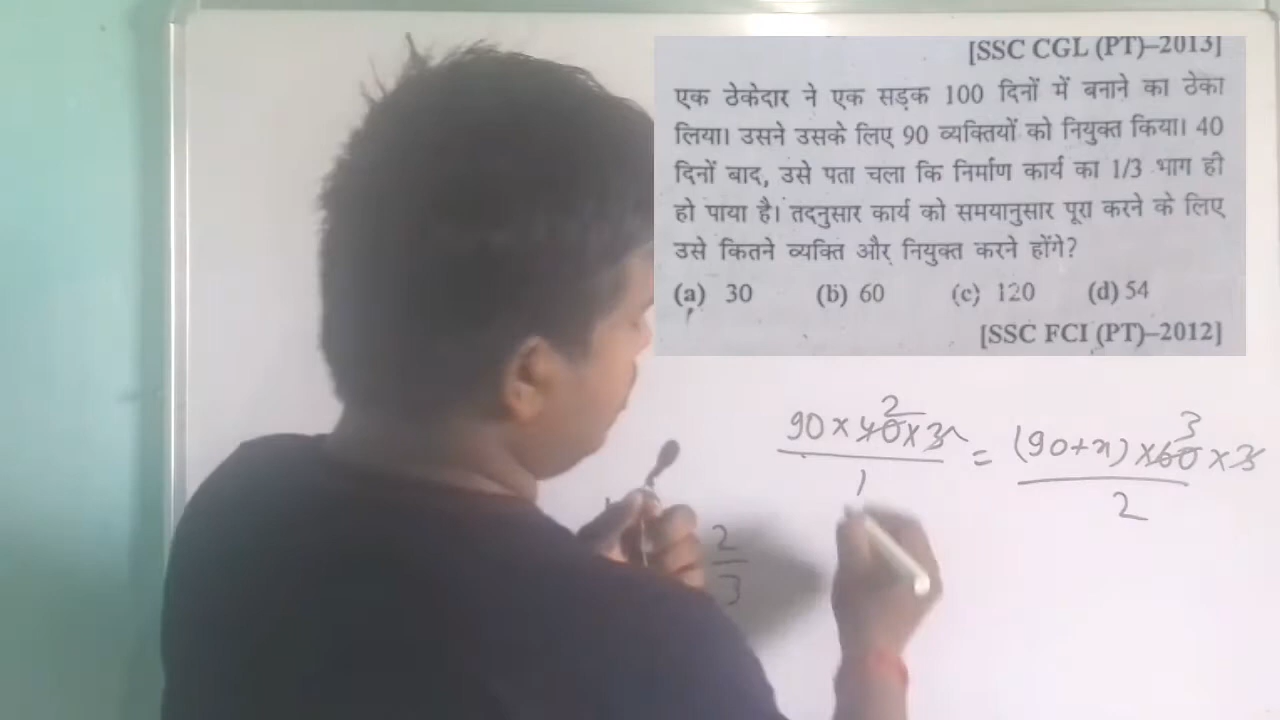 [SSC CGL (PT)–2013]
एक ठेकेदार ने एक सड़क 100 दिनों में बनाने का ठेका
लिया। उसने उसके लिए 90 व्यक्तियों को नियुक्त किया। 40
दिनों बाद, उसे पता चला कि निर्माण कार्य का 1/3 भाग ही
हो पाया है। तदनुसार कार्य को समयानुसार पूरा करने के लिए
उसे कितने व्यक्ति और नियुक्त करने होंगे?
(a) 30 (b) 60 (c) 120 (d) 54
[SSC FCI (PT)–2012]
2 3
90 × 40 × 3 = (90+x) × 60 × 3
1 2
2
3